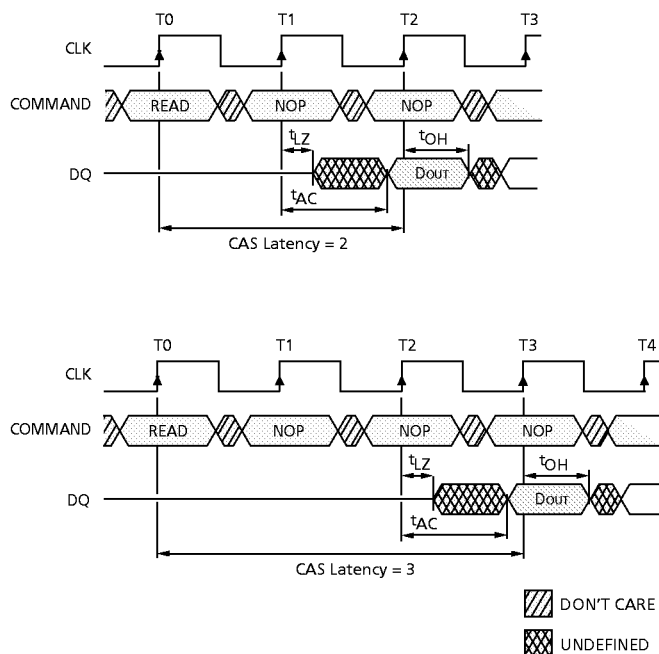 T0 T1 T2 T3
CLK
COMMAND READ NOP NOP
tLZ tOH
DQ DOUT
tAC
CAS Latency = 2
T0 T1 T2 T3 T4
CLK
COMMAND READ NOP NOP NOP
tLZ tOH
DQ DOUT
tAC
CAS Latency = 3
DON'T CARE
UNDEFINED